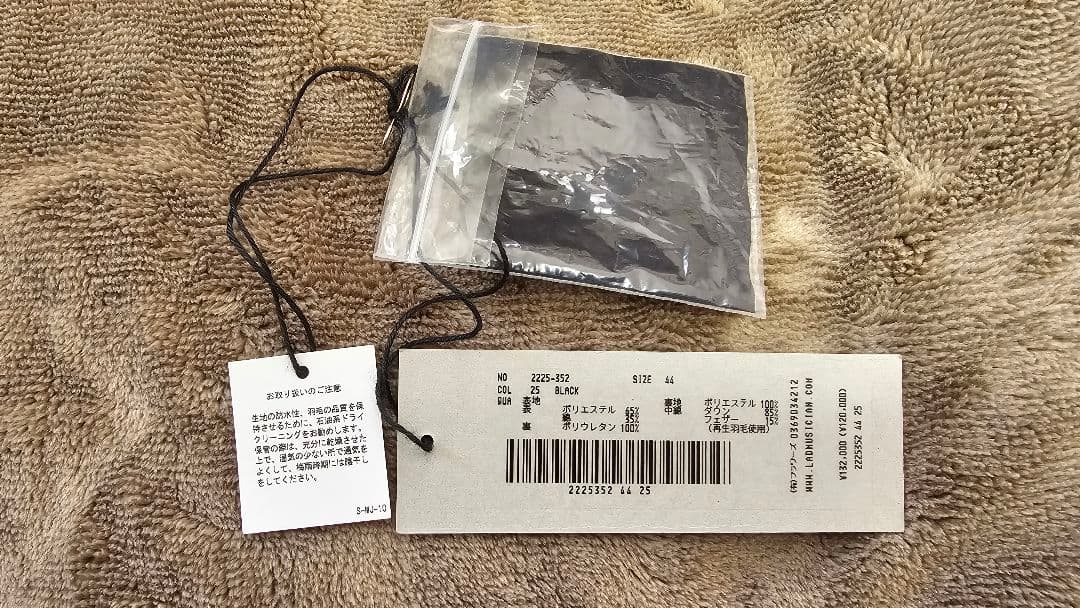 お取り扱いのご注意
生地の防水性、羽毛の品質を保
持させるために、石油系ドライ
クリーニングをお勧めします。
保管の際は、充分に乾燥させた
上で、湿気の少ない所で通気を
よくして、梅雨時期には陰干し
をしてください。
S-WJ-10
NO 2225-352 SIZE 44
COL 25 BLACK
QUA 表地 裏地 ポリエステル 100%
表 ポリエステル 65% 中綿 ダウン 85%
綿 35% フェザー 15%
裏 ポリウレタン 100% (再生羽毛使用)
2225352 44 25
WWW.LADMUSICIAN.COM
¥132,000 (¥120,000)
2225352 44 25